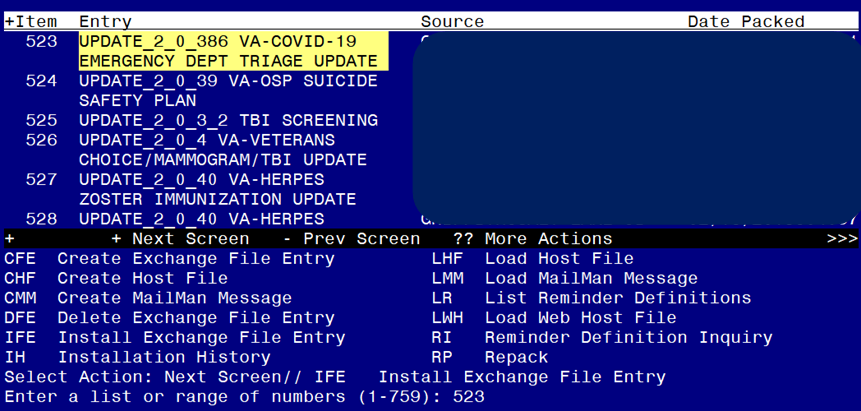 +Item Entry Source Date Packed
523 UPDATE_2_0_386 VA-COVID-19
EMERGENCY DEPT TRIAGE UPDATE
524 UPDATE_2_0_39 VA-OSP SUICIDE
SAFETY PLAN
525 UPDATE_2_0_3_2 TBI SCREENING
526 UPDATE_2_0_4 VA-VETERANS
CHOICE/MAMMOGRAM/TBI UPDATE
527 UPDATE_2_0_40 VA-HERPES
ZOSTER IMMUNIZATION UPDATE
528 UPDATE_2_0_40 VA-HERPES
+ + Next Screen - Prev Screen ?? More Actions >>>
CFE Create Exchange File Entry LHF Load Host File
CHF Create Host File LMM Load MailMan Message
CMM Create MailMan Message LR List Reminder Definitions
DFE Delete Exchange File Entry LWH Load Web Host File
IFE Install Exchange File Entry RI Reminder Definition Inquiry
IH Installation History RP Repack
Select Action: Next Screen// IFE Install Exchange File Entry
Enter a list or range of numbers (1-759): 523